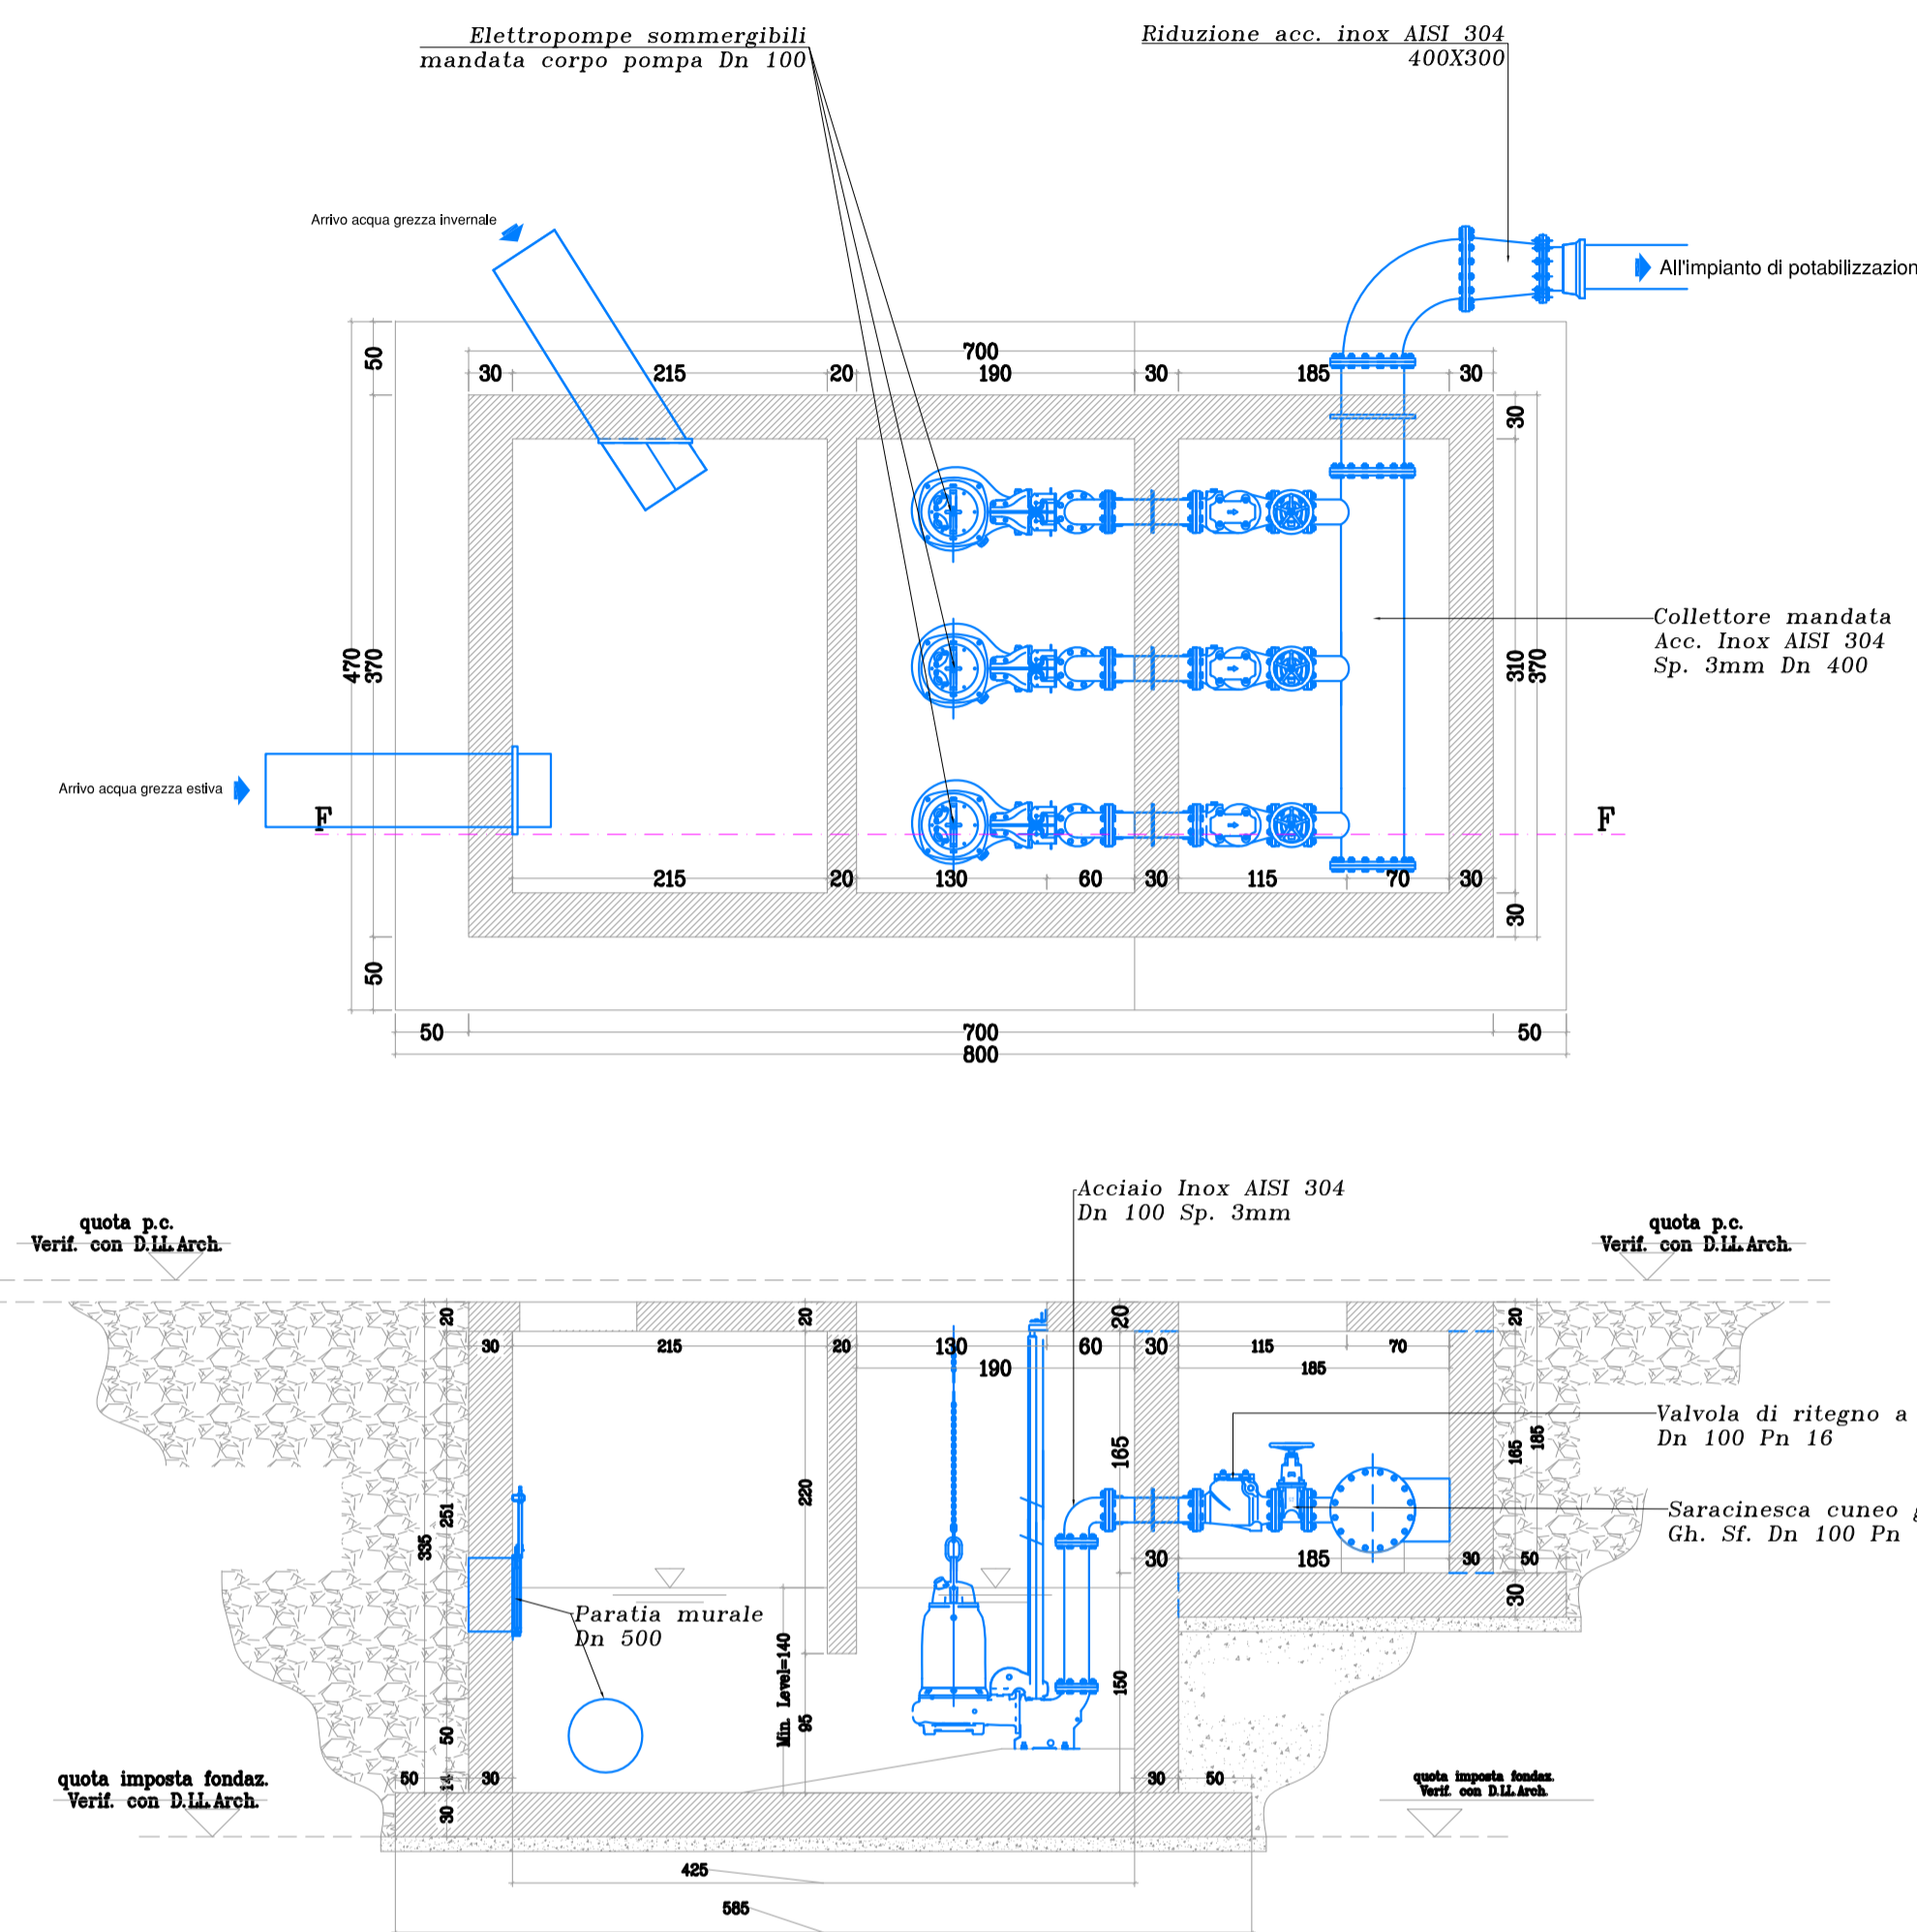 Elettropompe sommergibili
mandata corpo pompa Dn 100
Riduzione acc. inox AISI 304
400X300
Arrivo acqua grezza invernale
All'impianto di potabilizzazion
700
30 215 20 190 30 185 30
50
30
470
370
310
370
Collettore mandata
Acc. Inox AISI 304
Sp. 3mm Dn 400
Arrivo acqua grezza estiva
F
F
215 20 130 60 30 115 70 30
30
50
50 700 50
800
Acciaio Inox AISI 304
Dn 100 Sp. 3mm
quota p.c.
Verif. con D.LL.Arch.
quota p.c.
Verif. con D.LL.Arch.
20 20 20 20
30 215 20 130 60 30 115 70
190 185
Valvola di ritegno a
Dn 100 Pn 16
165
165
185
220
251
335
Saracinesca cuneo g
Gh. Sf. Dn 100 Pn
30 185 30 50
30
Paratia murale
Dn 500
Min. Level=140
95
150
50
14
50 30 30 50
30
quota imposta fondaz.
Verif. con D.LL.Arch.
quota imposta fondaz.
Verif. con D.LL.Arch.
425
585